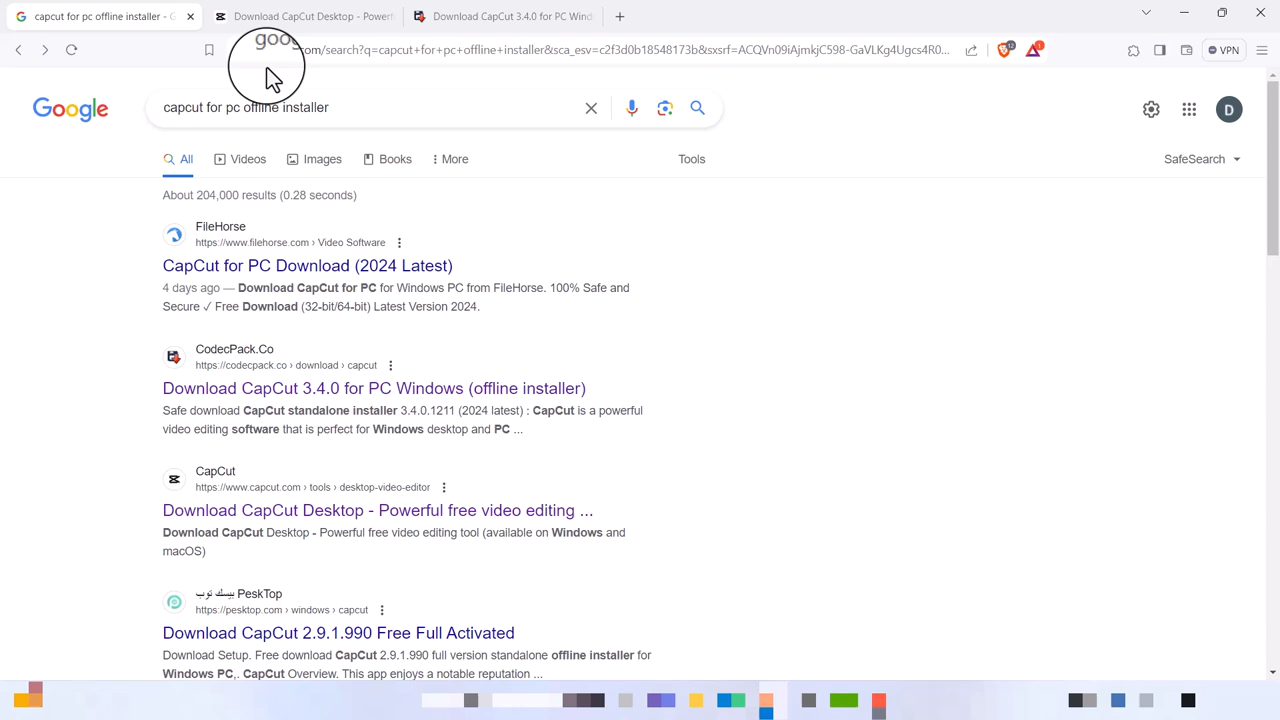 capcut for pc offline installer - G
Download CapCut Desktop - Powerf
Download CapCut 3.4.0 for PC Wind
goog
om/search?q=capcut+for+pc+offline+installer&sca_esv=c2f3d0b18548173b&sxsrf=ACQVn09iAjmkjC598-GaVLKg4Ugcs4R0...
12
1
VPN
Google
capcut for pc offline installer
D
All
Videos
Images
Books
More
Tools
SafeSearch
About 204,000 results (0.28 seconds)
FileHorse
https://www.filehorse.com › Video Software
CapCut for PC Download (2024 Latest)
4 days ago — Download CapCut for PC for Windows PC from FileHorse. 100% Safe and
Secure ✓ Free Download (32-bit/64-bit) Latest Version 2024.
CodecPack.Co
https://codecpack.co › download › capcut
Download CapCut 3.4.0 for PC Windows (offline installer)
Safe download CapCut standalone installer 3.4.0.1211 (2024 latest) : CapCut is a powerful
video editing software that is perfect for Windows desktop and PC ...
CapCut
https://www.capcut.com › tools › desktop-video-editor
Download CapCut Desktop - Powerful free video editing ...
Download CapCut Desktop - Powerful free video editing tool (available on Windows and
macOS)
بيسك توب PeskTop
https://pesktop.com › windows › capcut
Download CapCut 2.9.1.990 Free Full Activated
Download Setup. Free download CapCut 2.9.1.990 full version standalone offline installer for
Windows PC,. CapCut Overview. This app enjoys a notable reputation ...